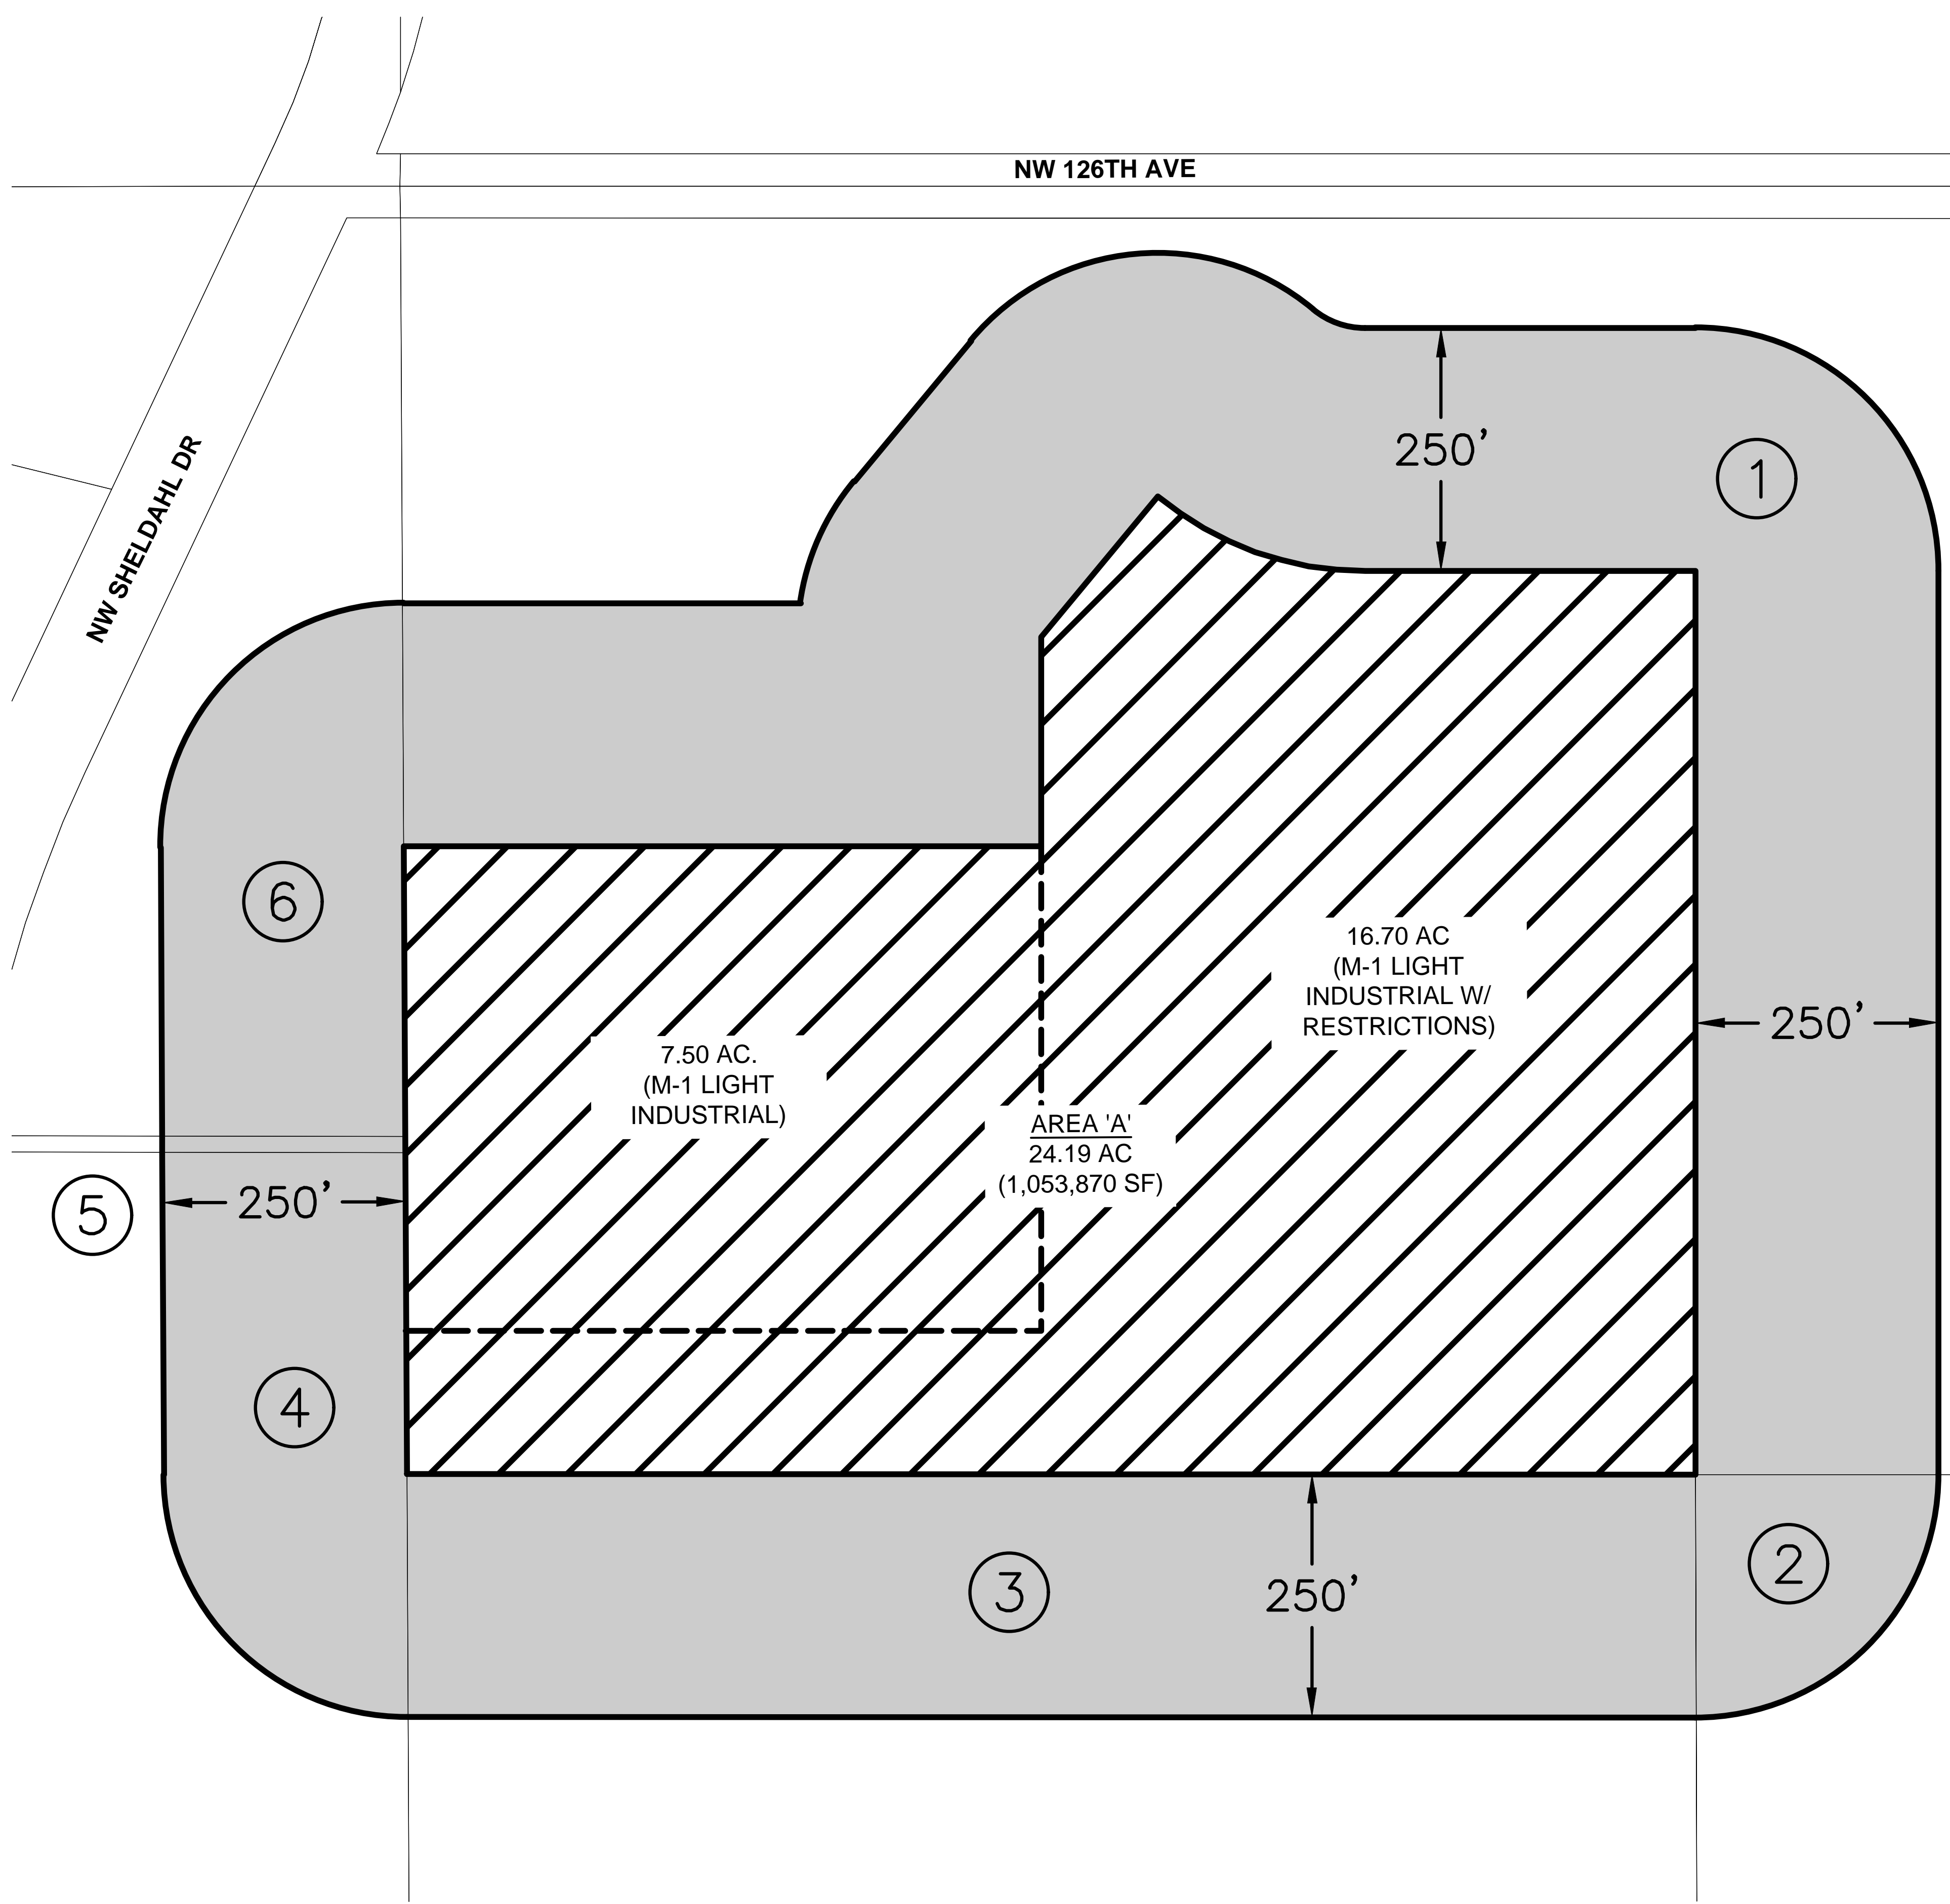 NW 126TH AVE
NW SHELDAHL DR
250'
1
6
16.70 AC
(M-1 LIGHT
INDUSTRIAL W/
RESTRICTIONS)
250'
7.50 AC.
(M-1 LIGHT
INDUSTRIAL)
AREA 'A'
24.19 AC
(1,053,870 SF)
5
250'
4
3
250'
2